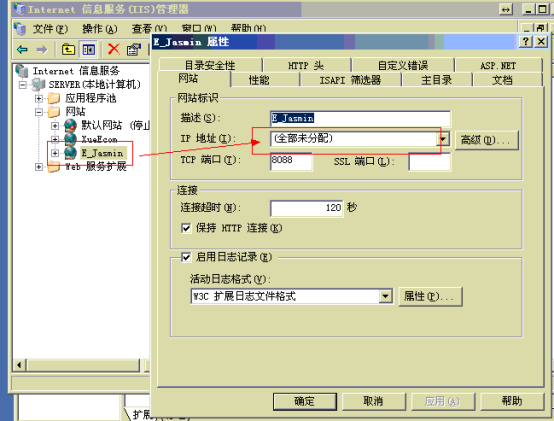 Internet 信息服务(IIS)管理器
文件(F) 操作(A) 查看(V) 窗口(W) 帮助(H)
Internet 信息服务
SERVER(本地计算机)
应用程序池
网站
默认网站 (停止
XueEcom
E_Jasmin
Web 服务扩展
E_Jasmin 属性
目录安全性 HTTP 头 自定义错误 ASP.NET
网站 性能 ISAPI 筛选器 主目录 文档
网站标识
描述(S): E_Jasmin
IP 地址(I): (全部未分配) 高级(D)...
TCP 端口(T): 8088 SSL 端口(L):
连接
连接超时(N): 120 秒
保持 HTTP 连接(K)
启用日志记录(E)
活动日志格式(V):
W3C 扩展日志文件格式 属性(P)...
确定 取消 应用(A) 帮助
扩展